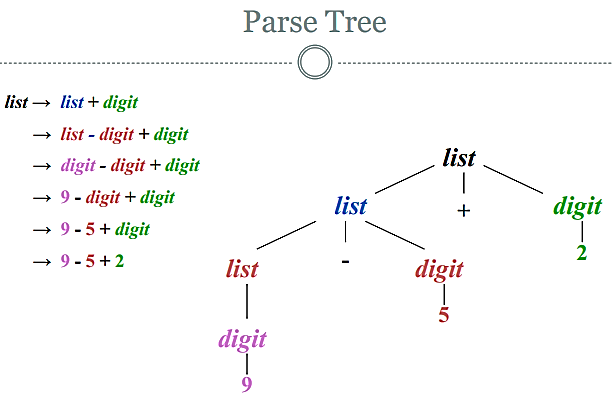 Parse Tree
list → list + digit
→ list - digit + digit
→ digit - digit + digit
→ 9 - digit + digit
→ 9 - 5 + digit
→ 9 - 5 + 2
list
list + digit
2
list - digit
5
digit
9